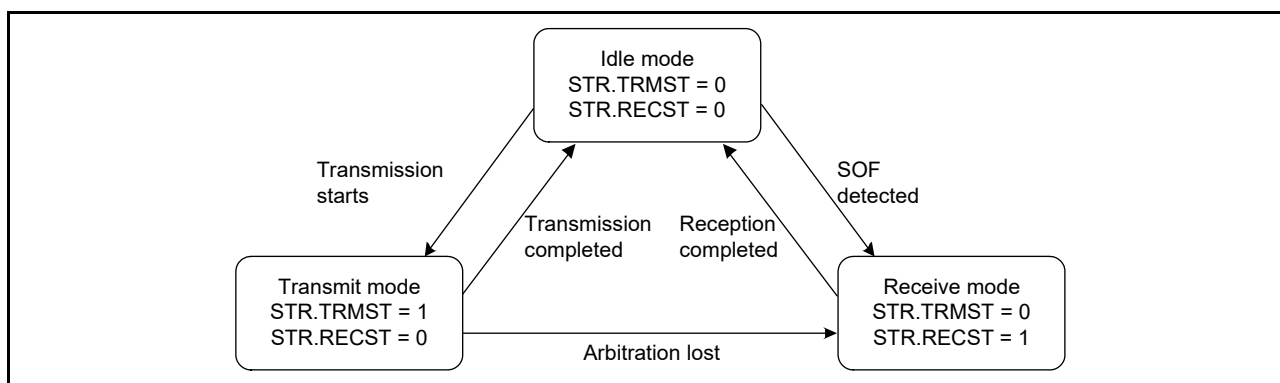 Idle mode
STR.TRMST = 0
STR.RECST = 0
Transmission
starts
SOF
detected
Transmission
completed
Reception
completed
Transmit mode
STR.TRMST = 1
STR.RECST = 0
Receive mode
STR.TRMST = 0
STR.RECST = 1
Arbitration lost